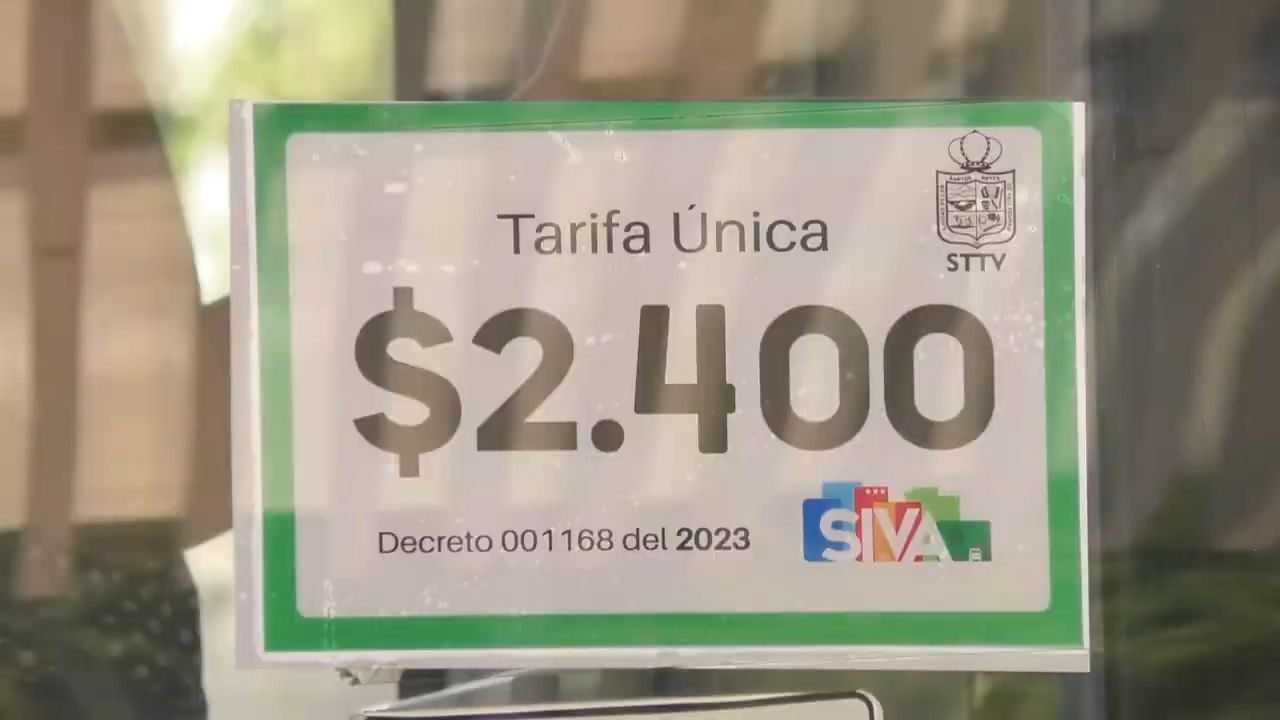 Tarifa Única
STTV
$2.400
Decreto 001168 del 2023
SIVA